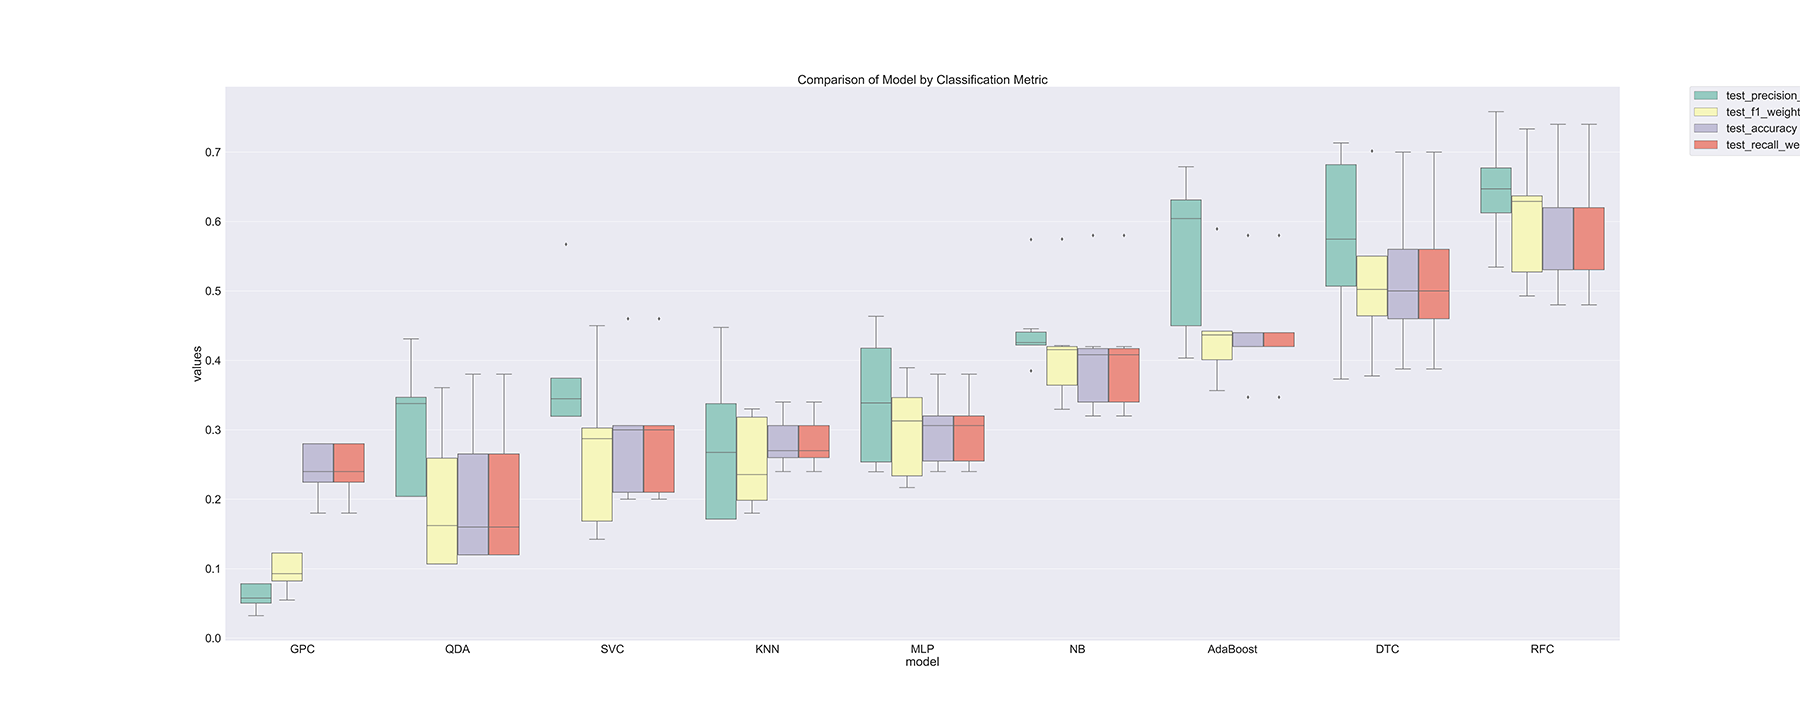 Comparison of Model by Classification Metric
test_precision_
test_f1_weight
test_accuracy
test_recall_we
values
0.7
0.6
0.5
0.4
0.3
0.2
0.1
0.0
GPC QDA SVC KNN MLP NB AdaBoost DTC RFC
model